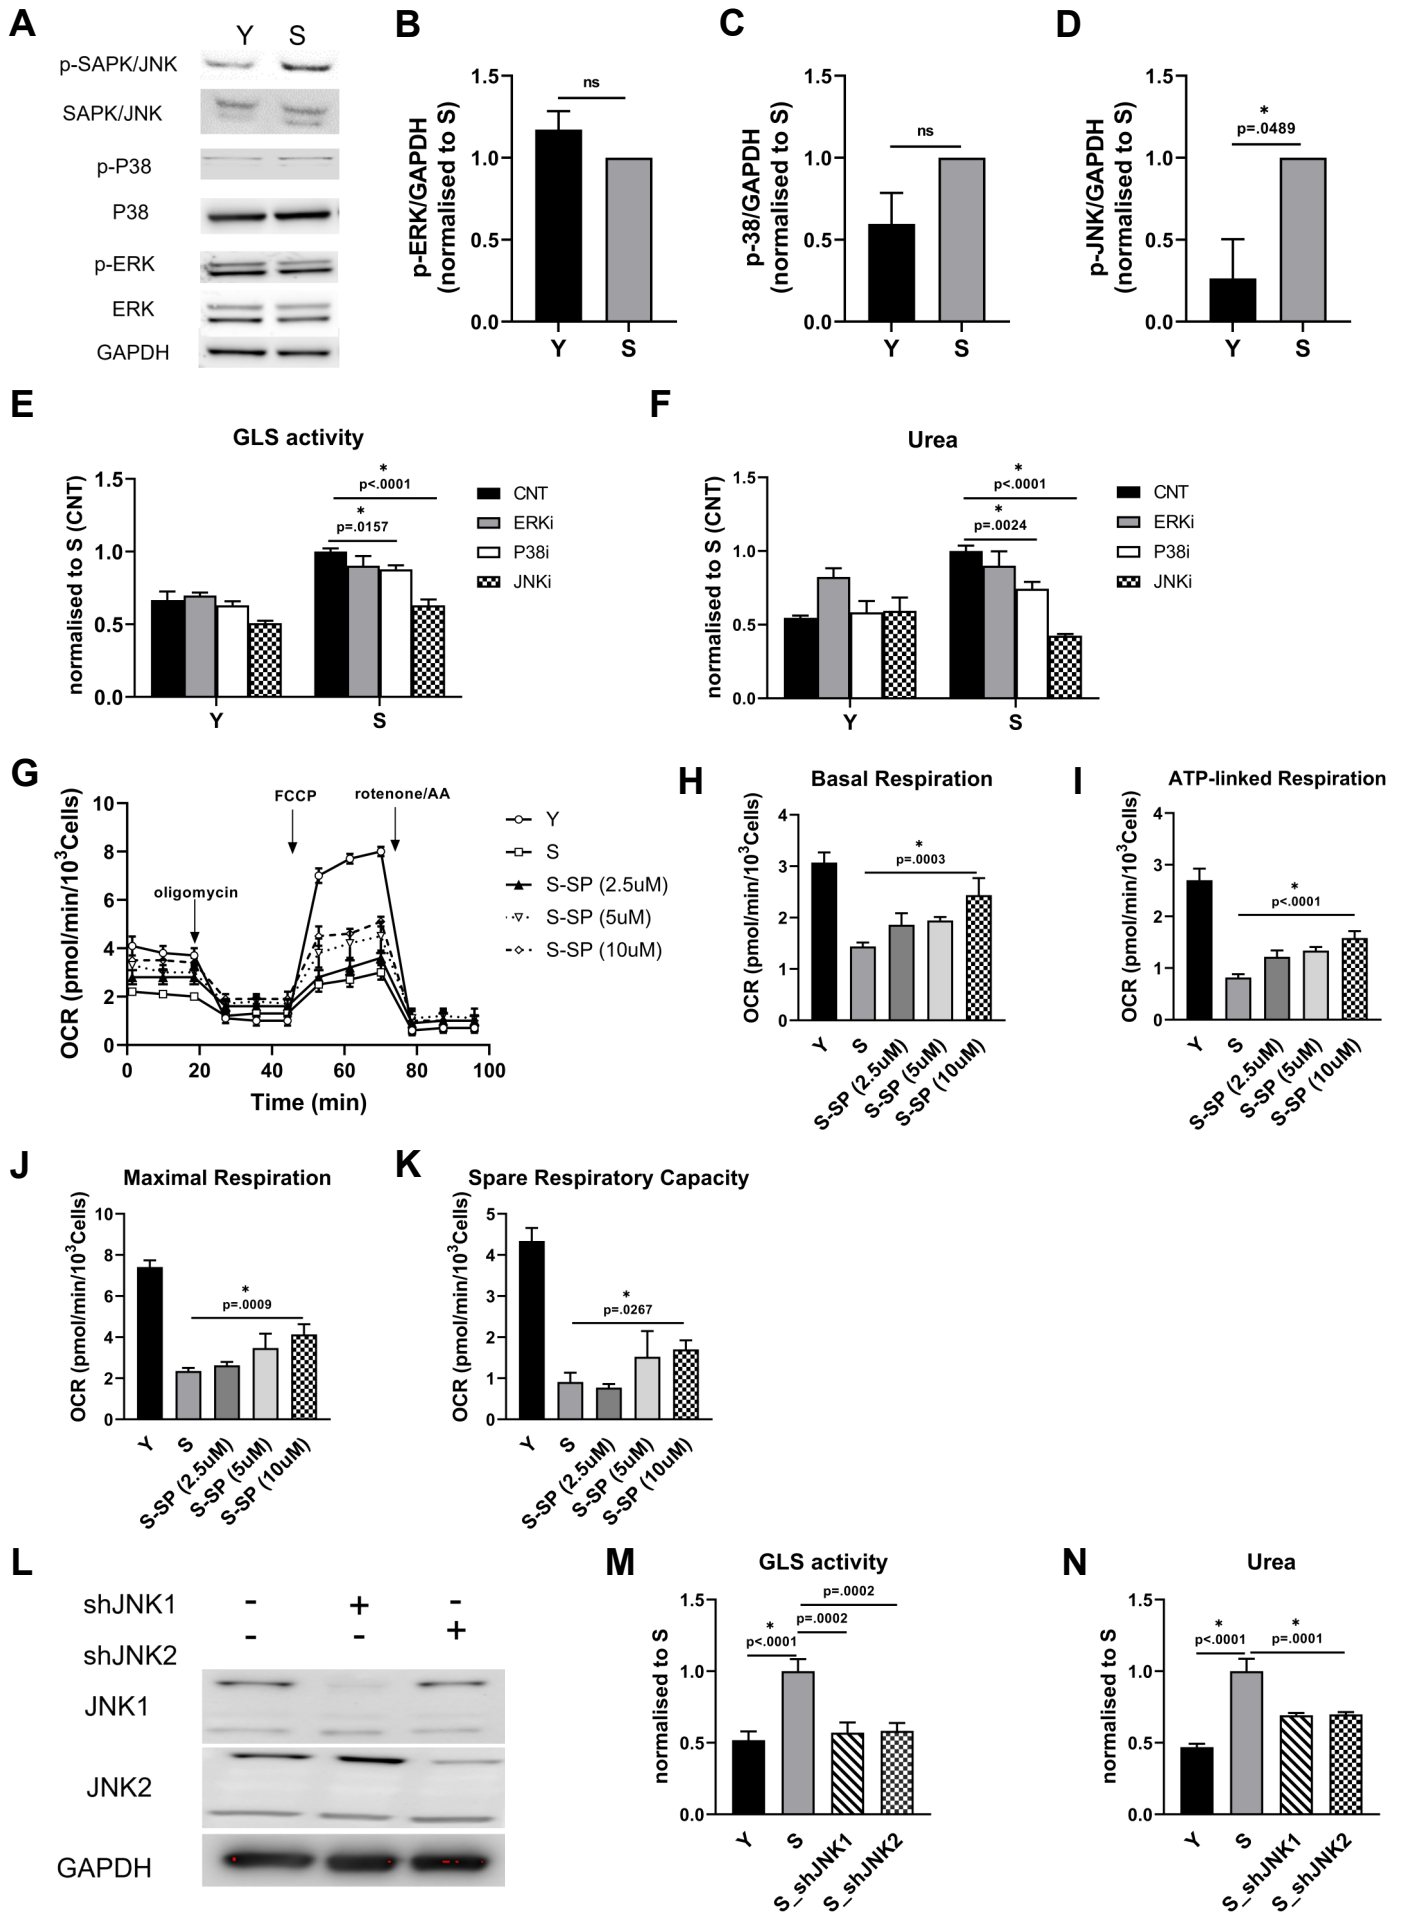 A
Y S
p-SAPK/JNK
SAPK/JNK
p-P38
P38
p-ERK
ERK
GAPDH
B
p-ERK/GAPDH
(normalised to S)
1.5
1.0
0.5
0.0
ns
Y S
C
p-38/GAPDH
(normalised to S)
1.5
1.0
0.5
0.0
ns
Y S
D
p-JNK/GAPDH
(normalised to S)
1.5
1.0
0.5
0.0
*
p=.0489
Y S
E
GLS activity
normalised to S (CNT)
1.5
1.0
0.5
0.0
*
p<.0001
*
p=.0157
Y S
CNT
ERKi
P38i
JNKi
F
Urea
normalised to S (CNT)
1.5
1.0
0.5
0.0
*
p<.0001
*
p=.0024
Y S
CNT
ERKi
P38i
JNKi
G
OCR (pmol/min/10³Cells)
10
8
6
4
2
0
oligomycin
FCCP
rotenone/AA
0 20 40 60 80 100
Time (min)
Y
S
S-SP (2.5uM)
S-SP (5uM)
S-SP (10uM)
H
Basal Respiration
OCR (pmol/min/10³Cells)
4
3
2
1
0
*
p=.0003
Y
S
S-SP (2.5uM)
S-SP (5uM)
S-SP (10uM)
I
ATP-linked Respiration
OCR (pmol/min/10³Cells)
4
3
2
1
0
*
p<.0001
Y
S
S-SP (2.5uM)
S-SP (5uM)
S-SP (10uM)
J
Maximal Respiration
OCR (pmol/min/10³Cells)
10
8
6
4
2
0
*
p=.0009
Y
S
S-SP (2.5uM)
S-SP (5uM)
S-SP (10uM)
K
Spare Respiratory Capacity
OCR (pmol/min/10³Cells)
5
4
3
2
1
0
*
p=.0267
Y
S
S-SP (2.5uM)
S-SP (5uM)
S-SP (10uM)
L
shJNK1 - + -
shJNK2 - - +
JNK1
JNK2
GAPDH
M
GLS activity
normalised to S
1.5
1.0
0.5
0.0
p=.0002
p=.0002
*
p<.0001
Y
S
S_shJNK1
S_shJNK2
N
Urea
normalised to S
1.5
1.0
0.5
0.0
* *
p<.0001 p=.0001
Y
S
S_shJNK1
S_shJNK2